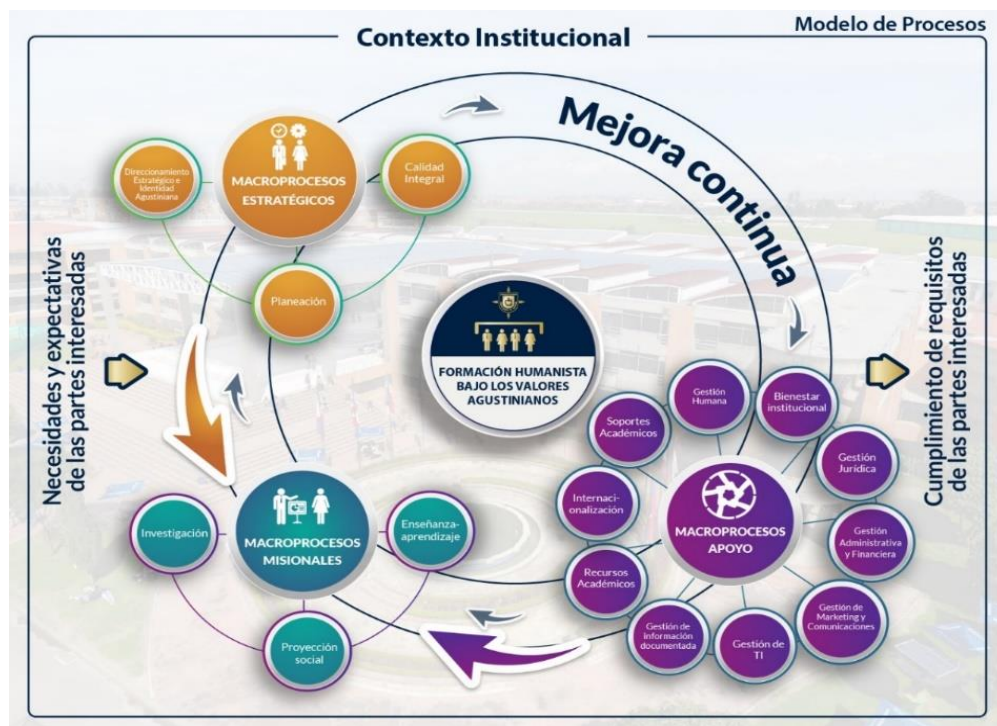 Modelo de Procesos
Contexto Institucional
Mejora continua
MACROPROCESOS
ESTRATÉGICOS
Direccionamiento
Estratégico e
Identidad
Agustiniana
Calidad
Integral
Planeación
Necesidades y expectativas
de las partes interesadas
FORMACIÓN HUMANISTA
BAJO LOS VALORES
AGUSTINIANOS
Cumplimiento de requisitos
de las partes interesadas
MACROPROCESOS
MISIONALES
Investigación
Enseñanza-
aprendizaje
Proyección
social
MACROPROCESOS
APOYO
Gestión
Humana
Bienestar
institucional
Gestión
Jurídica
Gestión
Administrativa
y Financiera
Gestión de
Marketing y
Comunicaciones
Gestión de
TI
Gestión de
Información
documentada
Recursos
Académicos
Internaci-
onalización
Soportes
Académicos